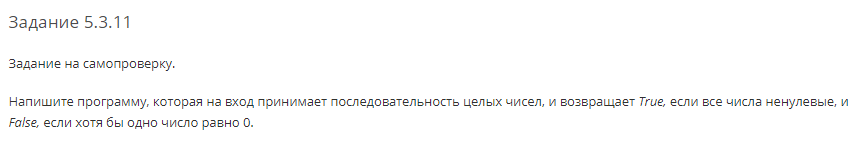 Задание 5.3.11
Задание на самопроверку.
Напишите программу, которая на вход принимает последовательность целых чисел, и возвращает True, если все числа ненулевые, и
False, если хотя бы одно число равно 0.